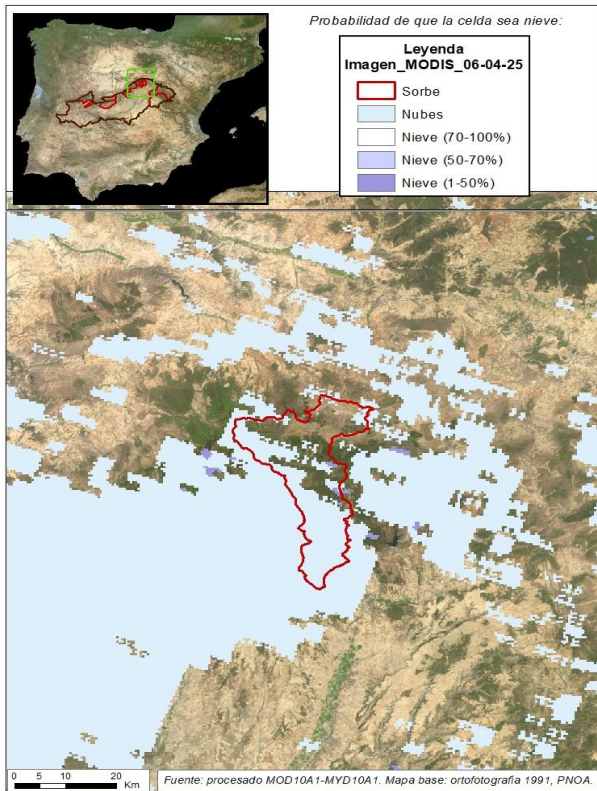 Probabilidad de que la celda sea nieve:
Leyenda
Imagen_MODIS_06-04-25
Sorbe
Nubes
Nieve (70-100%)
Nieve (50-70%)
Nieve (1-50%)
0 5 10 20
Km
Fuente: procesado MOD10A1-MYD10A1. Mapa base: ortofotografia 1991, PNOA.